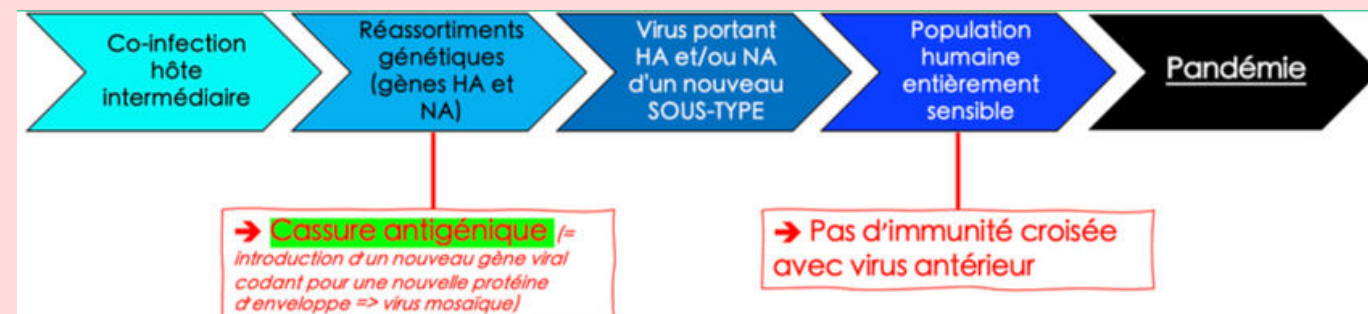 Co-infection
hôte
intermédiaire
Réassortiments
génétiques
(gènes HA et
NA)
Virus portant
HA et/ou NA
d'un nouveau
SOUS-TYPE
Population
humaine
entièrement
sensible
Pandémie
➔ Cassure antigénique (=
introduction d'un nouveau gène viral
codant pour une nouvelle protéine
d'enveloppe => virus mosaïque)
➔ Pas d'immunité croisée
avec virus antérieur